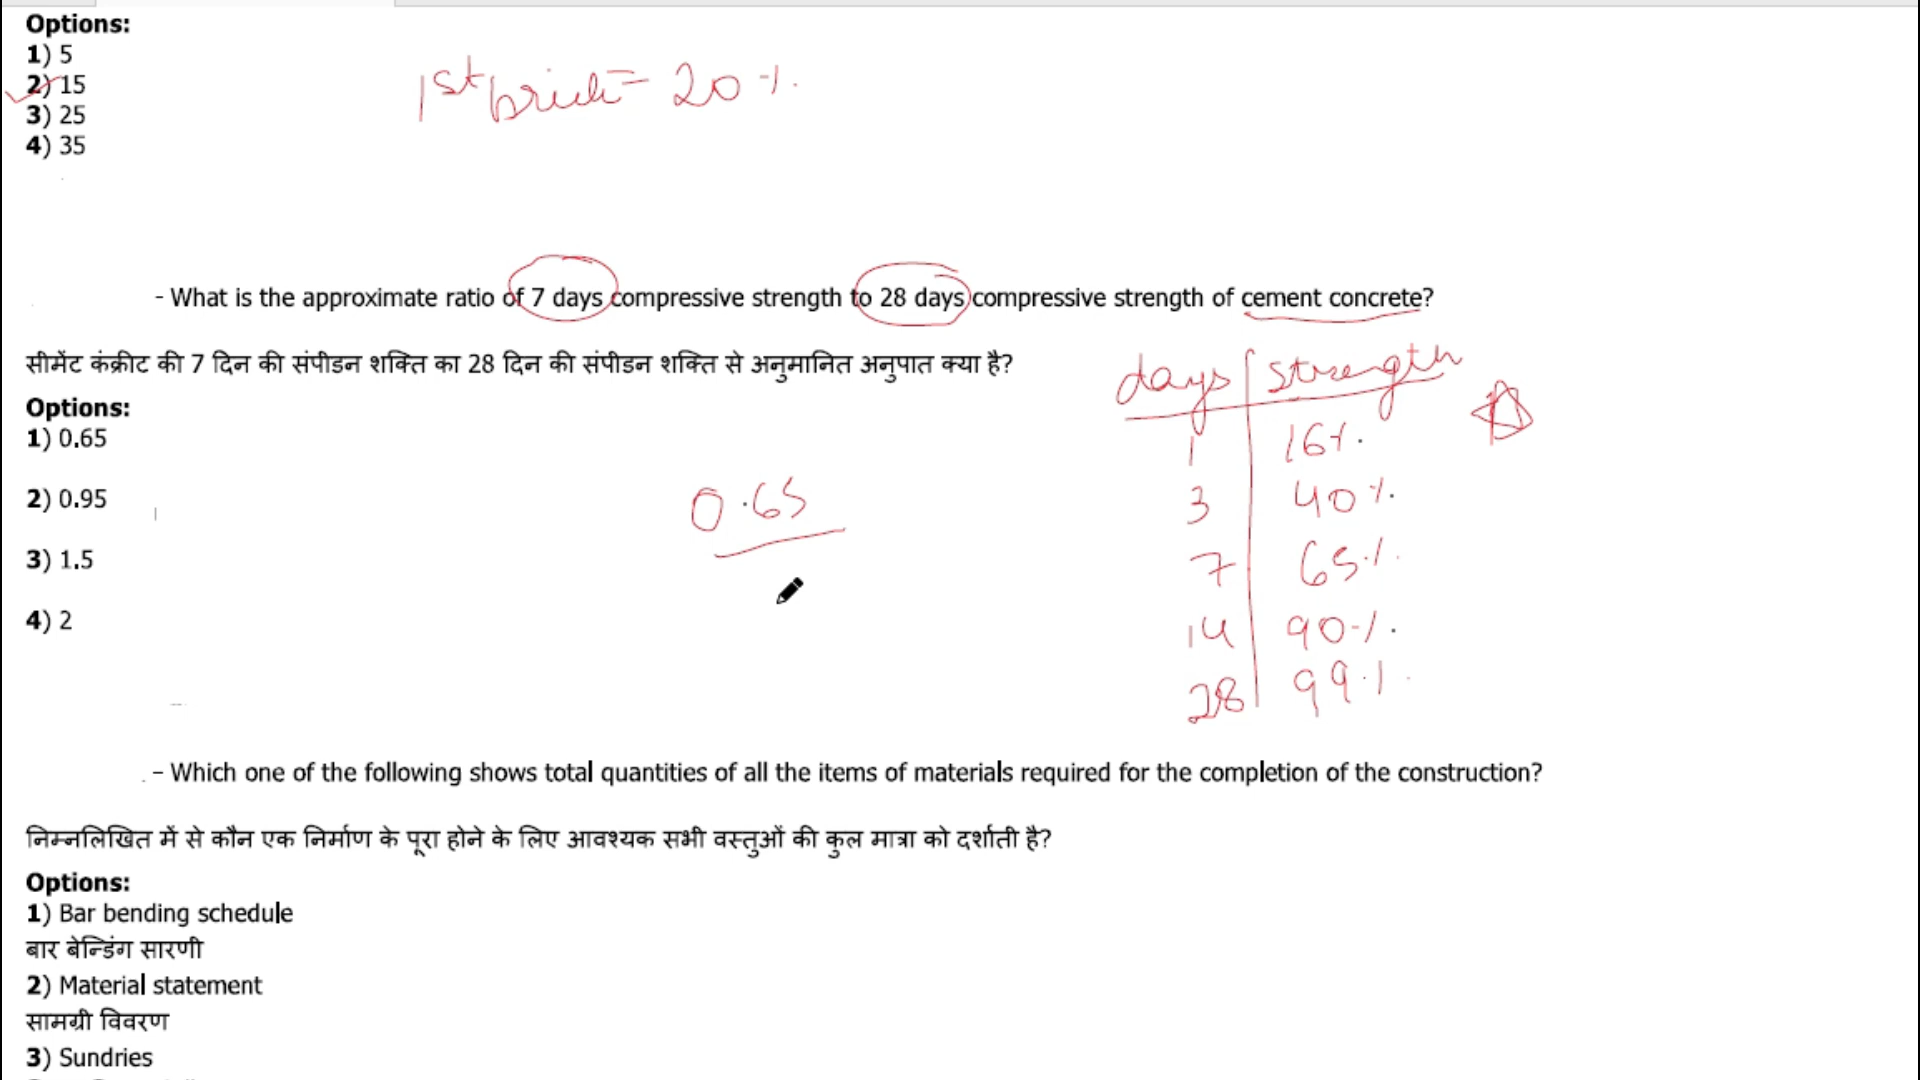 Options:
1) 5
2) 15
3) 25
4) 35
1st brick = 20%.
- What is the approximate ratio of 7 days compressive strength to 28 days compressive strength of cement concrete?
सीमेंट कंक्रीट की 7 दिन की संपीडन शक्ति का 28 दिन की संपीडन शक्ति से अनुमानित अनुपात क्या है?
Options:
1) 0.65
2) 0.95
3) 1.5
4) 2
0.65
days strength
1 16%.
3 40%.
7 65%.
14 90%.
28 99%.
- Which one of the following shows total quantities of all the items of materials required for the completion of the construction?
निम्नलिखित में से कौन एक निर्माण के पूरा होने के लिए आवश्यक सभी वस्तुओं की कुल मात्रा को दर्शाती है?
Options:
1) Bar bending schedule
बार बेन्डिंग सारणी
2) Material statement
सामग्री विवरण
3) Sundries